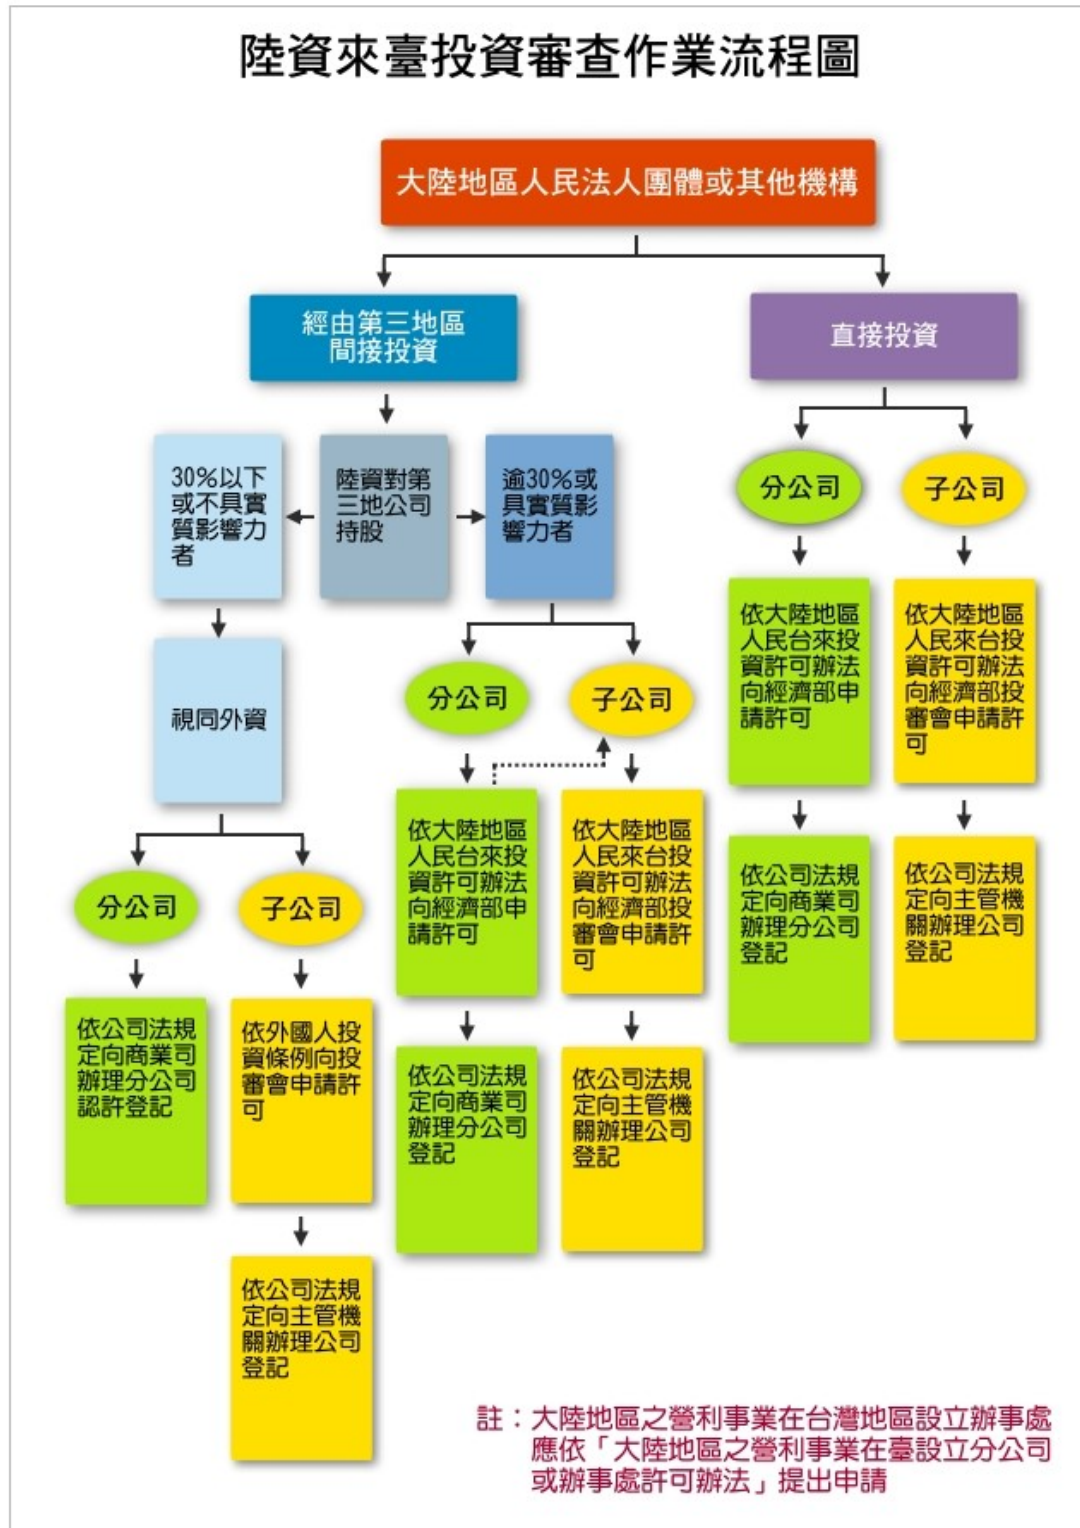 陸資來臺投資審查作業流程圖
大陸地區人民法人團體或其他機構
經由第三地區
間接投資
直接投資
30%以下
或不具實
質影響力
者
陸資對第
三地公司
持股
逾30%或
具實質影
響力者
分公司
子公司
視同外資
分公司
子公司
依大陸地區
人民台來投
資許可辦法
向經濟部申
請許可
依大陸地區
人民來台投
資許可辦法
向經濟部投
審會申請許
可
分公司
子公司
依大陸地區
人民台來投
資許可辦法
向經濟部申
請許可
依大陸地區
人民來台投
資許可辦法
向經濟部投
審會申請許
可
依公司法規
定向商業司
辦理分公司
登記
依公司法規
定向主管機
關辦理公司
登記
依公司法規
定向商業司
辦理分公司
認許登記
依外國人投
資條例向投
審會申請許
可
依公司法規
定向商業司
辦理分公司
登記
依公司法規
定向主管機
關辦理公司
登記
依公司法規
定向主管機
關辦理公司
登記
註：大陸地區之營利事業在台灣地區設立辦事處
應依「大陸地區之營利事業在臺設立分公司
或辦事處許可辦法」提出申請